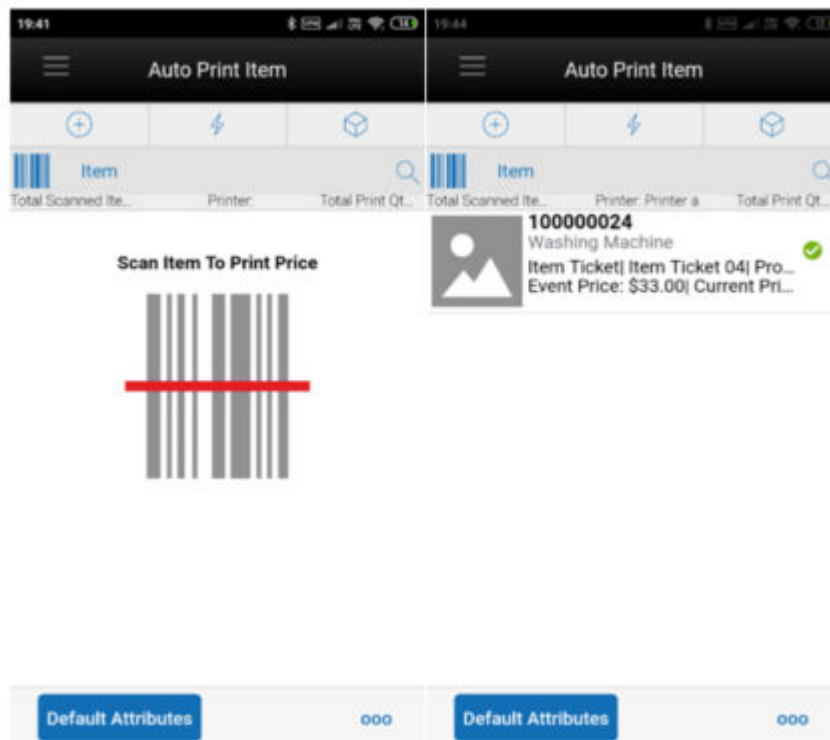 19:41
Auto Print Item
Item
Total Scanned Ite...
Printer:
Total Print Qt...
Scan Item To Print Price
Default Attributes
ooo
19:44
Auto Print Item
Item
Total Scanned Ite...
Printer: Printer a
Total Print Qt...
100000024
Washing Machine
Item Ticket| Item Ticket 04| Pro...
Event Price: $33.00| Current Pri...
Default Attributes
ooo